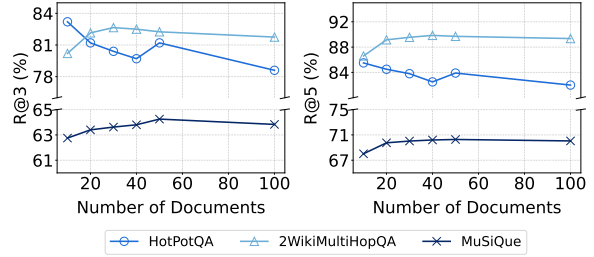 R@3 (%)
84
81
78
65
63
61
20 40 60 80 100
Number of Documents
R@5 (%)
92
88
84
75
71
67
20 40 60 80 100
Number of Documents
HotPotQA 2WikiMultiHopQA MuSiQue